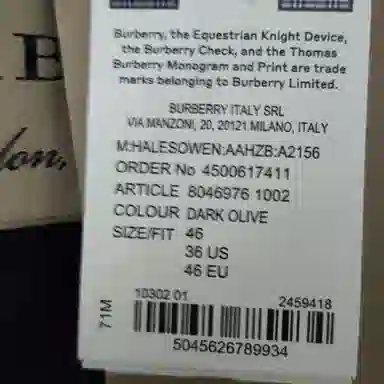 B
don,
Burberry, the Equestrian Knight Device,
the Burberry Check, and the Thomas
Burberry Monogram and Print are trade
marks belonging to Burberry Limited.
BURBERRY ITALY SRL
VIA MANZONI, 20, 20121 MILANO, ITALY
M:HALESOWEN:AAHZB:A2156
ORDER No 4500617411
ARTICLE 8046976 1002
COLOUR DARK OLIVE
SIZE/FIT 46
36 US
46 EU
10302 01
2459418
71M
5045626789934